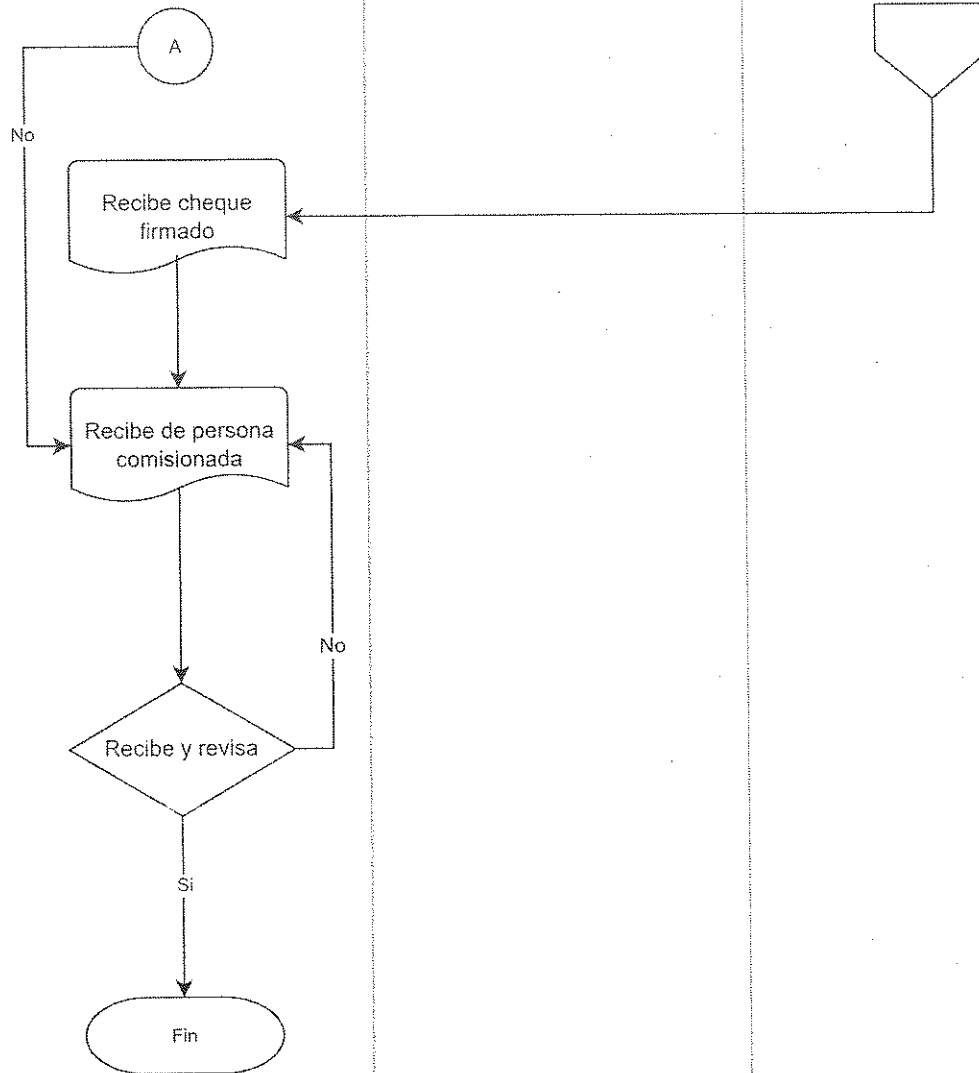 A
No
Recibe cheque
firmado
Recibe de persona
comisionada
No
Recibe y revisa
Si
Fin